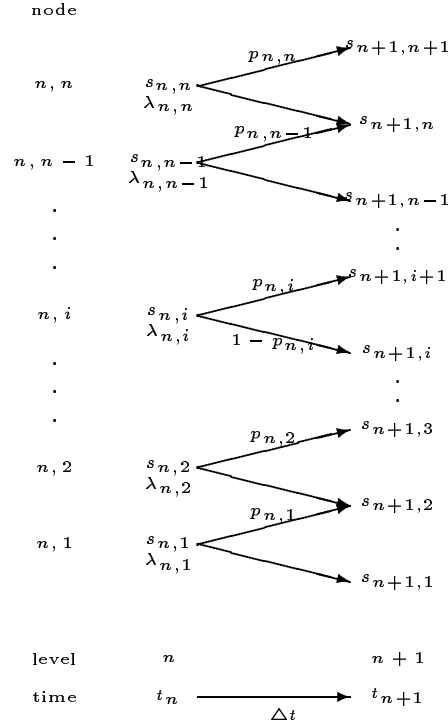 node
s_{n+1,n+1}
p_{n,n}
n, n s_{n,n}
λ_{n,n}
s_{n+1,n}
p_{n,n−1}
n, n − 1 s_{n,n−1}
λ_{n,n−1}
s_{n+1,n−1}
.
.
.
.
.
s_{n+1,i+1}
p_{n,i}
n, i s_{n,i}
λ_{n,i}
1 − p_{n,i}
s_{n+1,i}
.
.
.
.
.
s_{n+1,3}
p_{n,2}
n, 2 s_{n,2}
λ_{n,2}
s_{n+1,2}
p_{n,1}
n, 1 s_{n,1}
λ_{n,1}
s_{n+1,1}
level n n + 1
time t_n t_{n+1}
△t